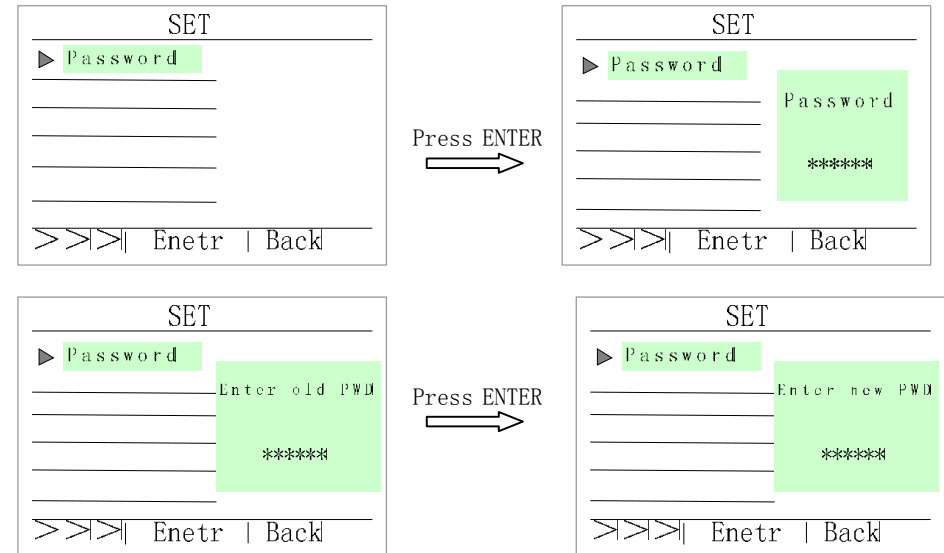 SET
Password
>>>| Enetr | Back
Press ENTER
SET
Password
Password
******
>>>| Enetr | Back
SET
Password
Enter old PWD
******
>>>| Enetr | Back
Press ENTER
SET
Password
Enter new PWD
******
>>>| Enetr | Back